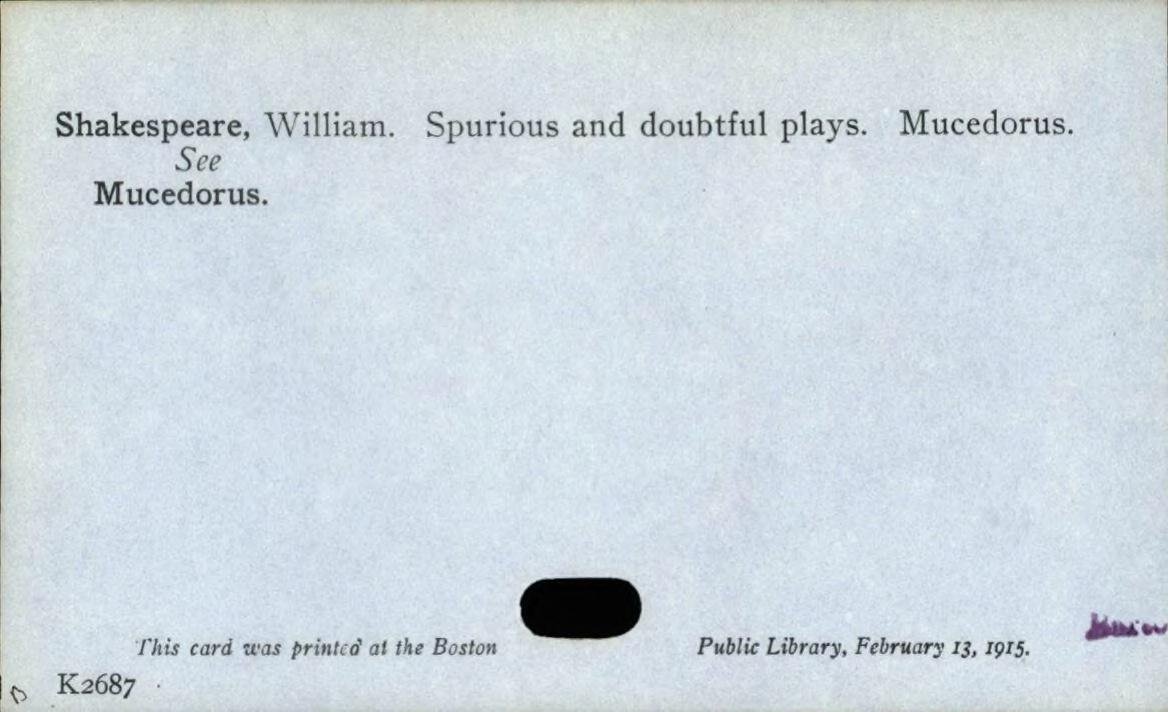 Shakespeare, William. Spurious and doubtful plays. Mucedorus.
See
Mucedorus.
This card was printed at the Boston Public Library, February 13, 1915.
K2687